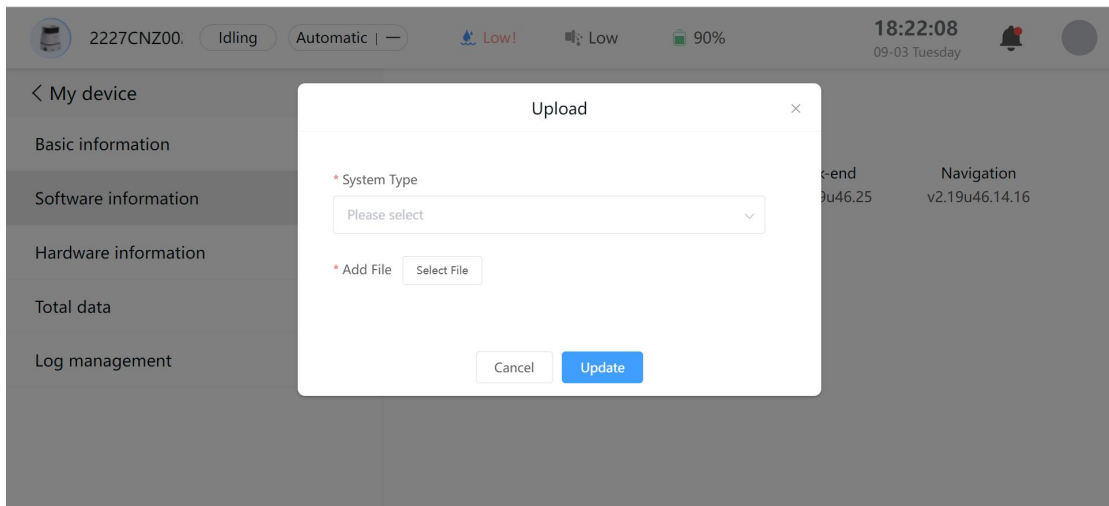 2227CNZ00. Idling Automatic | — Low! Low 90% 18:22:08
09-03 Tuesday
< My device
Upload ×
Basic information
* System Type
-end Navigation
Software information
Please select
u46.25 v2.19u46.14.16
Hardware information
* Add File Select File
Total data
Log management
Cancel Update